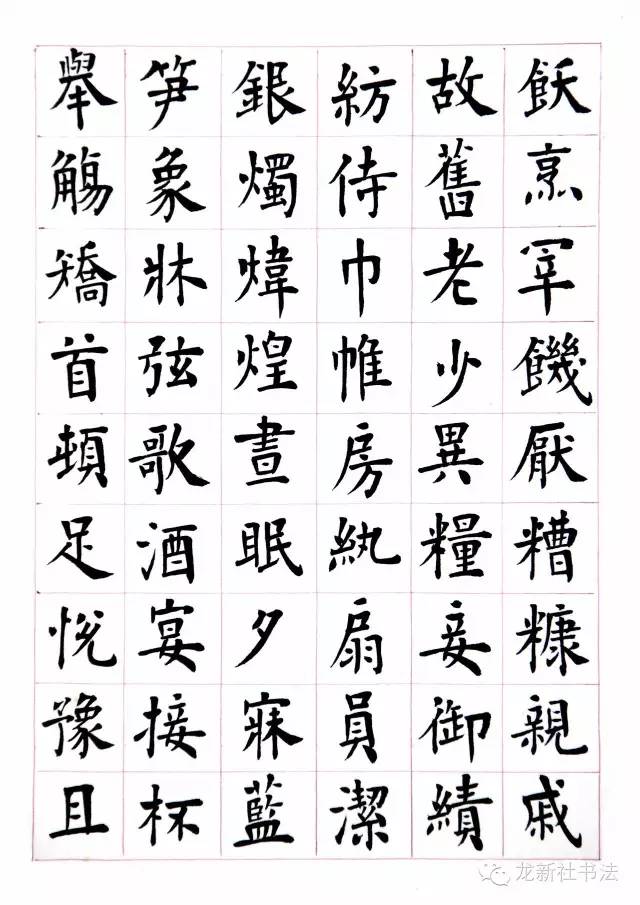 飫烹宰饑厭糟糠親戚
故舊老少異糧妾御績
紡侍巾帷房紈扇員潔
銀燭煒煌晝眠夕寐藍
笋象牀弦歌酒宴接杯
舉觴矯首頓足悅豫且
龙新社书法